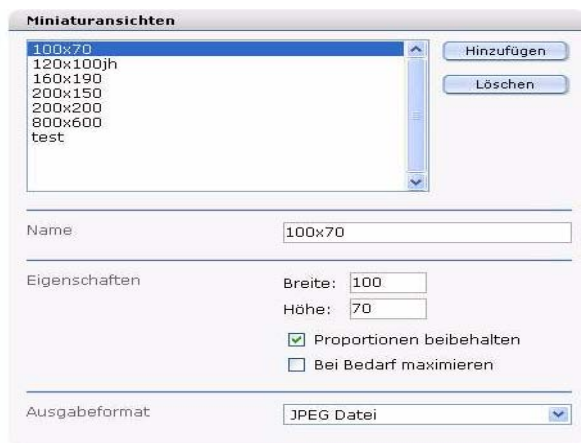 Miniaturansichten
100x70
Hinzufügen
120x100jh
160x190
Löschen
200x150
200x200
800x600
test
Name
100x70
Eigenschaften
Breite: 100
Höhe: 70
Proportionen beibehalten
Bei Bedarf maximieren
Ausgabeformat
JPEG Datei